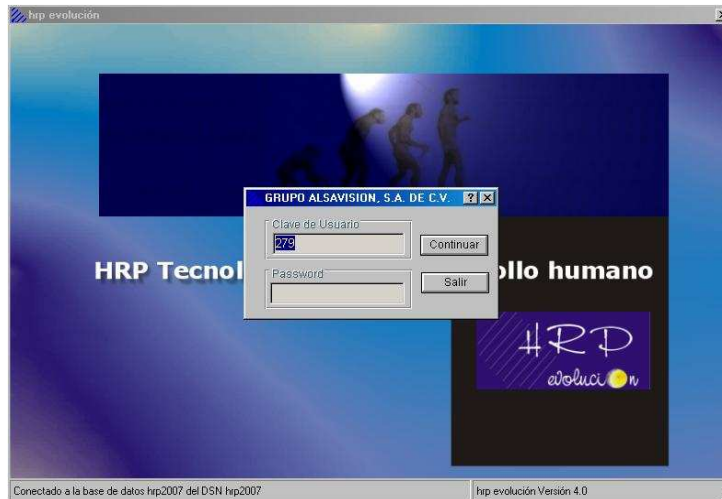 hrp evolución
GRUPO ALSAVISION, S.A. DE C.V.
Clave de Usuario
279
Continuar
Password
Salir
HRP Tecnol ollo humano
HRP
evolución
Conectado a la base de datos hrp2007 del DSN hrp2007
hrp evolución Versión 4.0